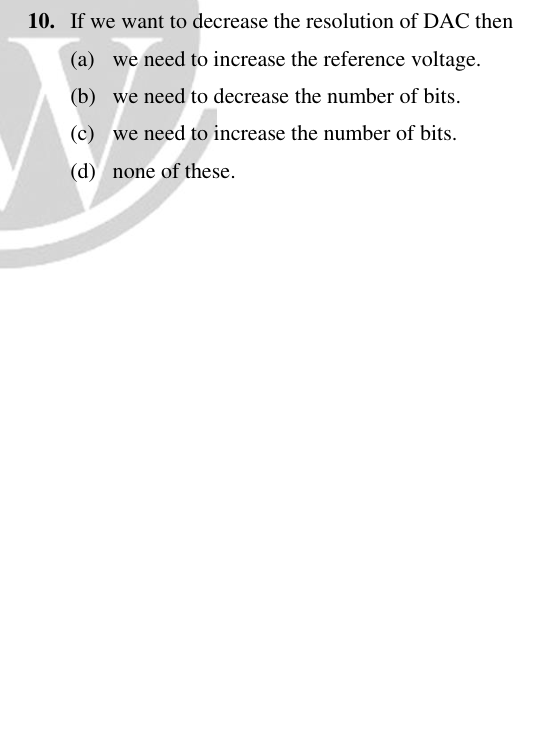 10. If we want to decrease the resolution of DAC then
(a) we need to increase the reference voltage.
(b) we need to decrease the number of bits.
(c) we need to increase the number of bits.
(d) none of these.